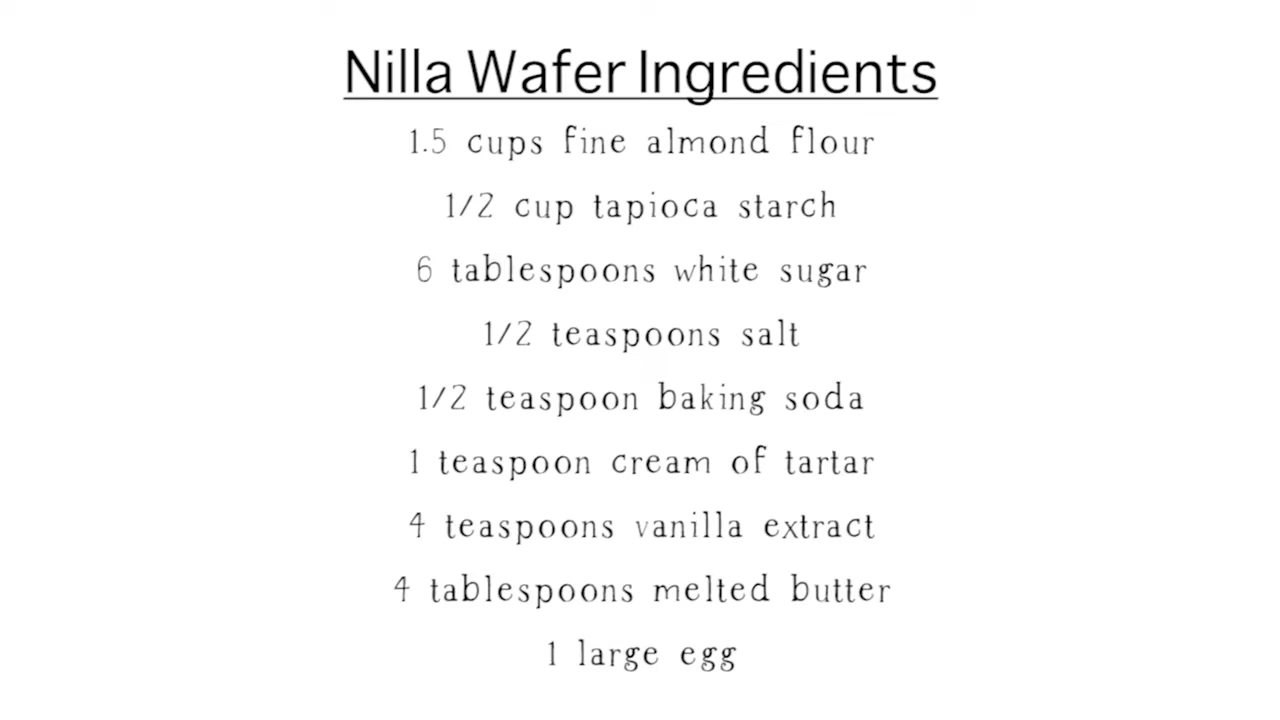 Nilla Wafer Ingredients
1.5 cups fine almond flour
1/2 cup tapioca starch
6 tablespoons white sugar
1/2 teaspoons salt
1/2 teaspoon baking soda
1 teaspoon cream of tartar
4 teaspoons vanilla extract
4 tablespoons melted butter
1 large egg